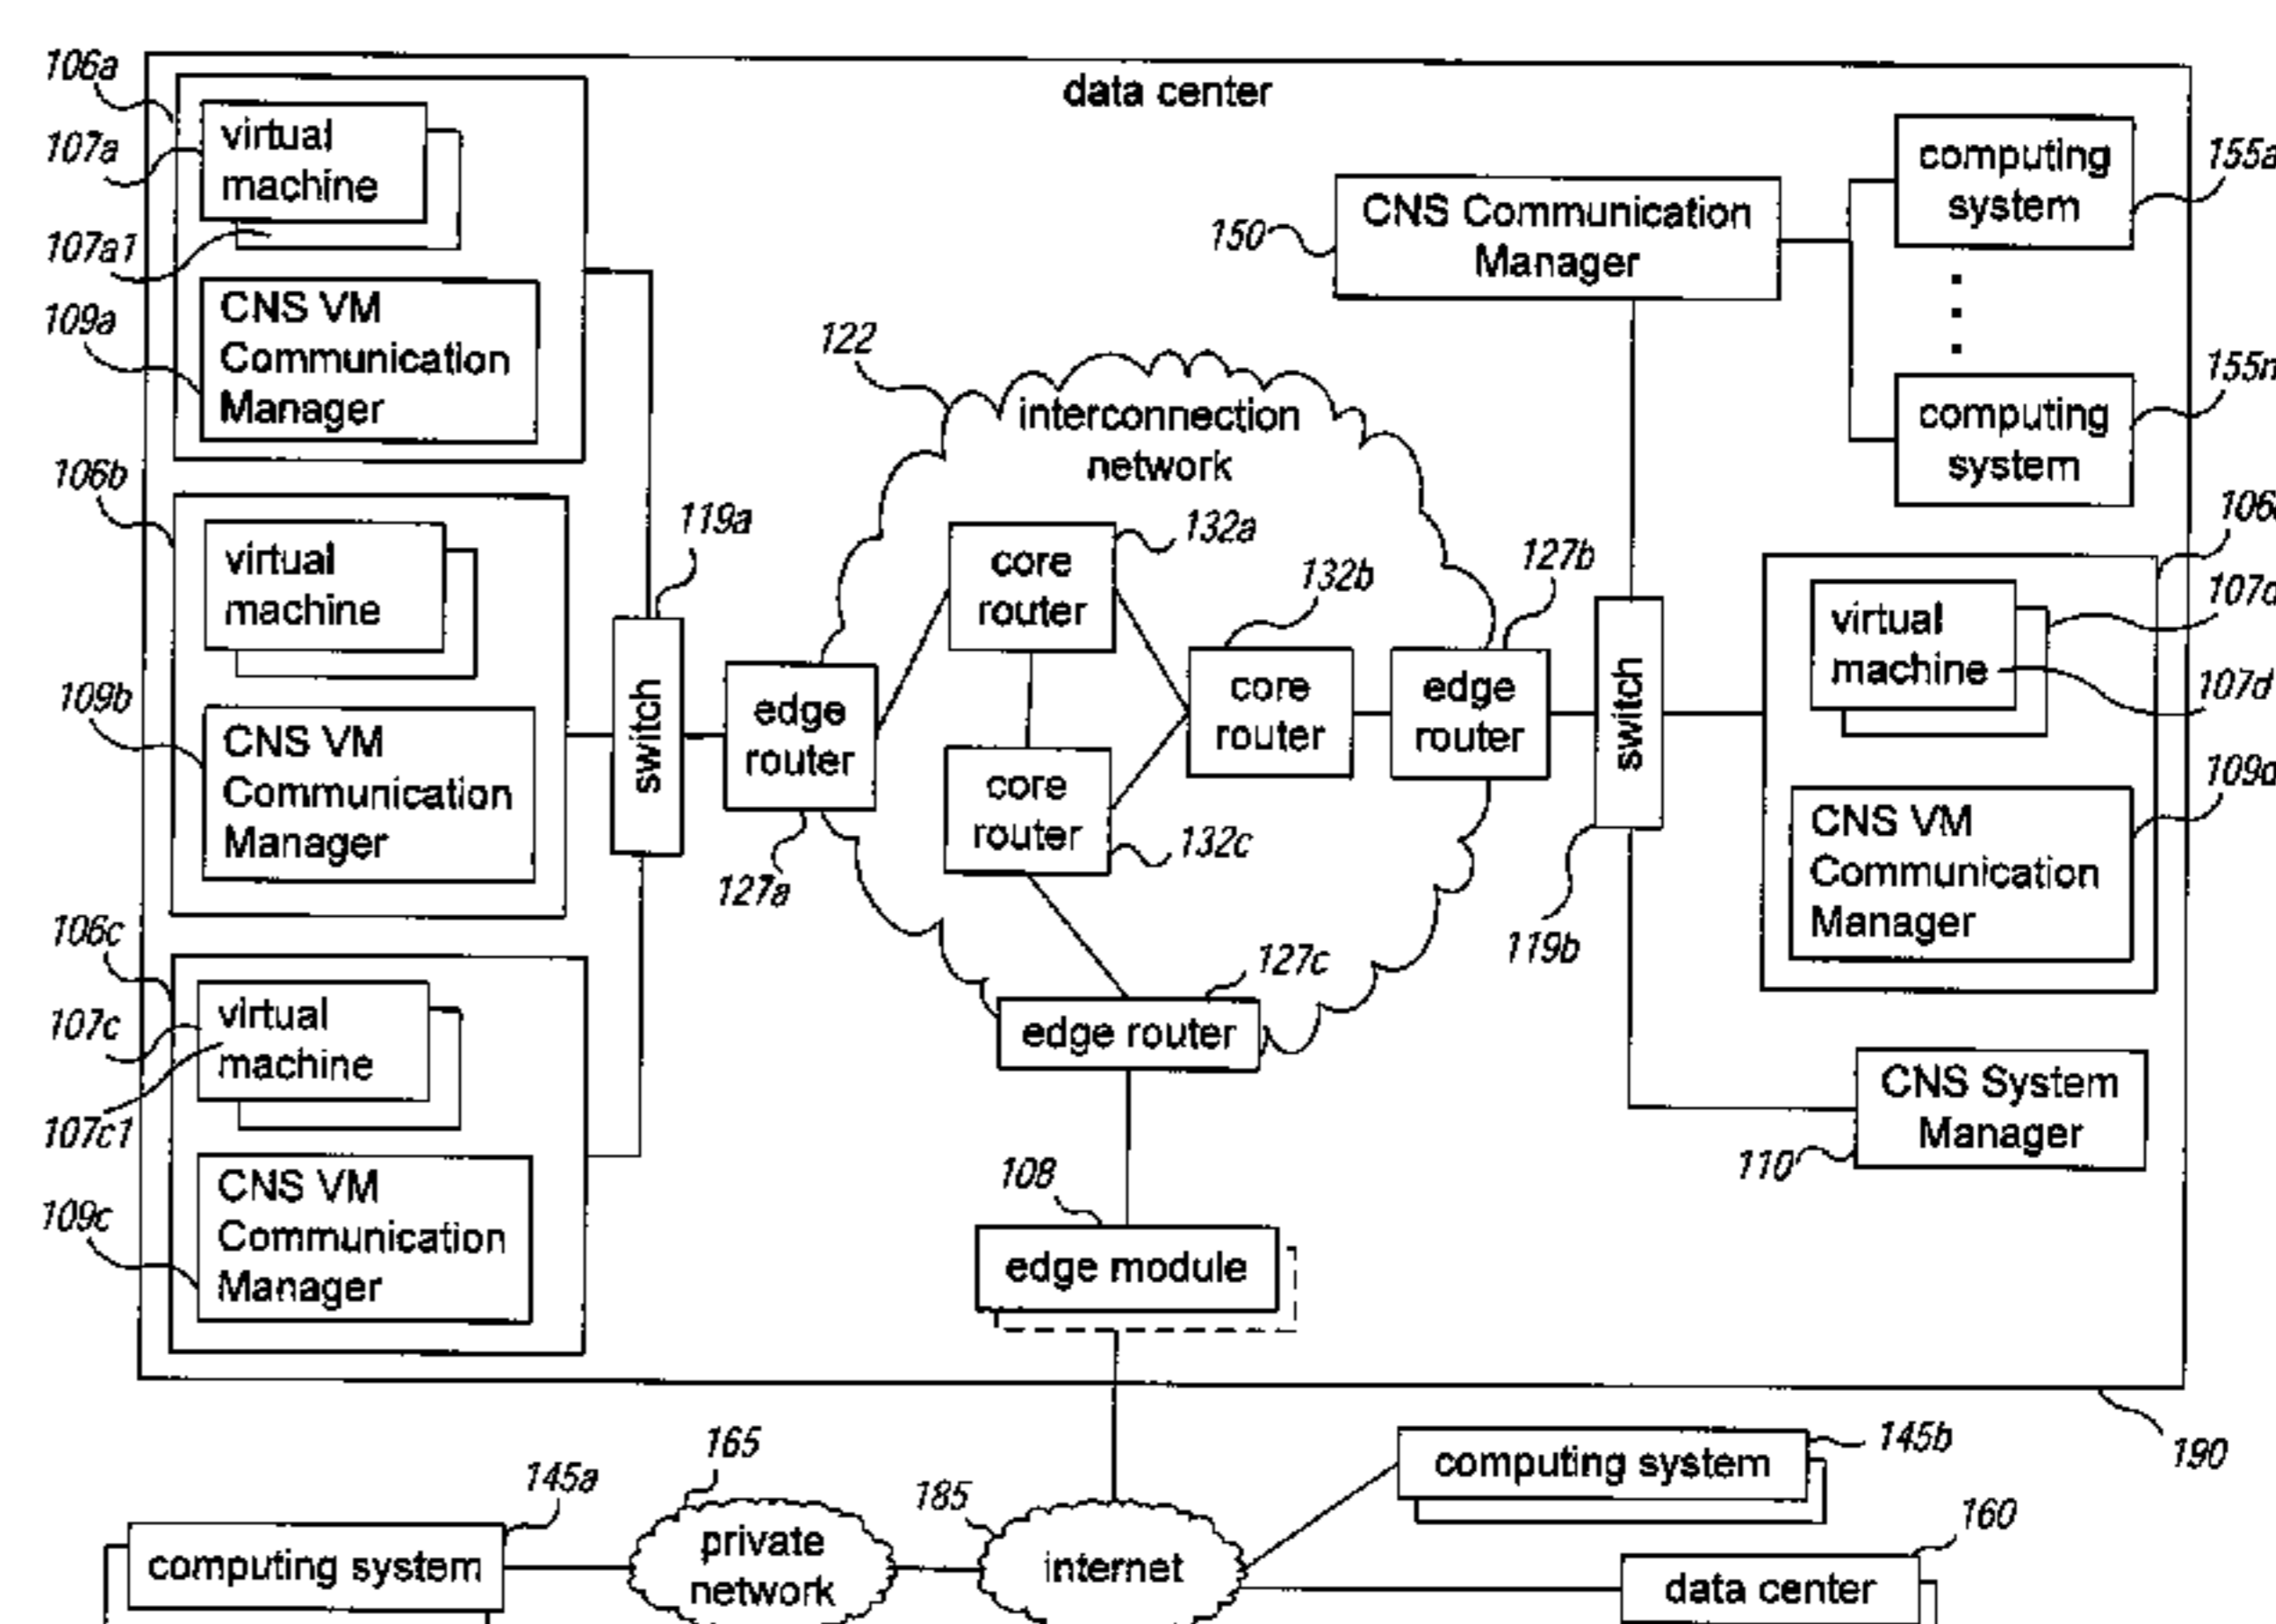 data center
106a
virtual
machine
107a
107a1
CNS VM
Communication
Manager
109a
106b
virtual
machine
109b
CNS VM
Communication
Manager
106c
virtual
machine
107c
107c1
CNS VM
Communication
Manager
109c
119a
switch
122
interconnection
network
edge
router
127a
core
router
132a
core
router
132b
core
router
132c
edge
router
127b
127c
edge router
108
edge module
150
CNS Communication
Manager
computing
system
155a
computing
system
155n
switch
119b
virtual
machine
107d
CNS VM
Communication
Manager
109d
CNS System
Manager
110
190
145a
computing system
165
private
network
185
internet
computing system
145b
160
data center